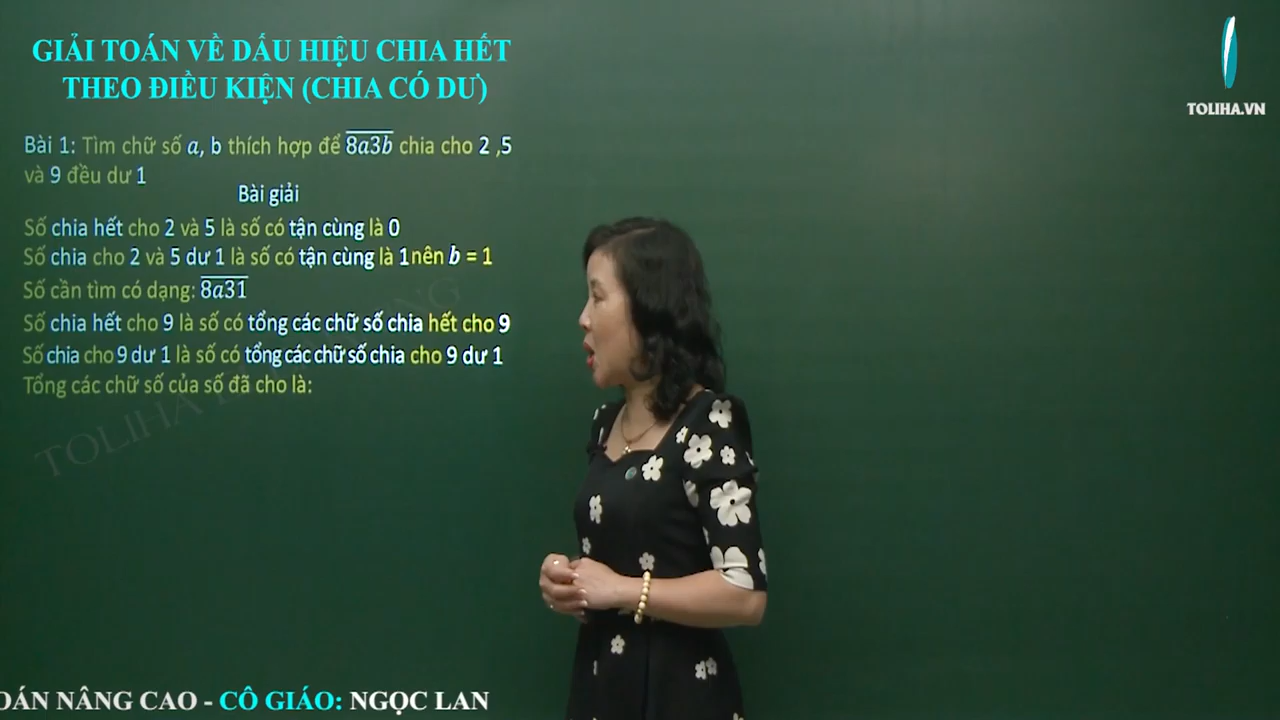 GIẢI TOÁN VỀ DẤU HIỆU CHIA HẾT
THEO ĐIỀU KIỆN (CHIA CÓ DƯ)
TOLIHA.VN
Bài 1: Tìm chữ số a, b thích hợp để 8a3b chia cho 2 ,5
và 9 đều dư 1
Bài giải
Số chia hết cho 2 và 5 là số có tận cùng là 0
Số chia cho 2 và 5 dư 1 là số có tận cùng là 1 nên b = 1
Số cần tìm có dạng: 8a31
Số chia hết cho 9 là số có tổng các chữ số chia hết cho 9
Số chia cho 9 dư 1 là số có tổng các chữ số chia cho 9 dư 1
Tổng các chữ số của số đã cho là:
OÁN NÂNG CAO - CÔ GIÁO: NGỌC LAN